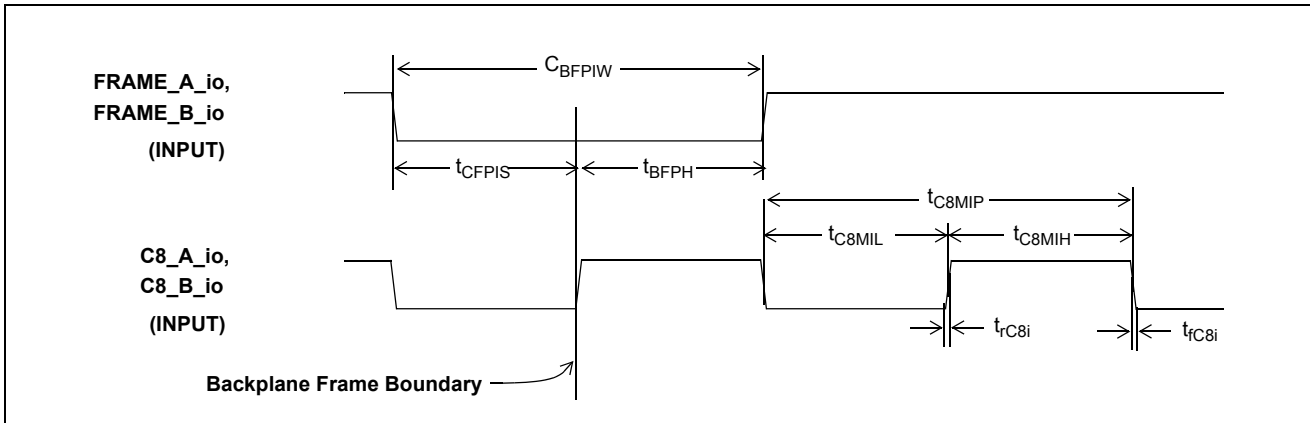 C_BFPIW
FRAME_A_io,
FRAME_B_io
(INPUT)
t_CFPIS
t_BFPH
t_C8MIP
t_C8MIL
t_C8MIH
C8_A_io,
C8_B_io
(INPUT)
t_rC8i
t_fC8i
Backplane Frame Boundary